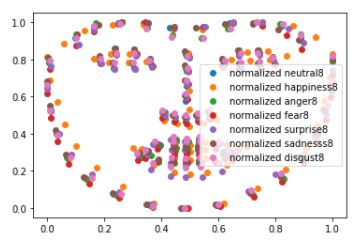 1.0
0.8
0.6
0.4
0.2
0.0
normalized neutral8
normalized happiness8
normalized anger8
normalized fear8
normalized surprise8
normalized sadnesss8
normalized disgust8
0.0 0.2 0.4 0.6 0.8 1.0